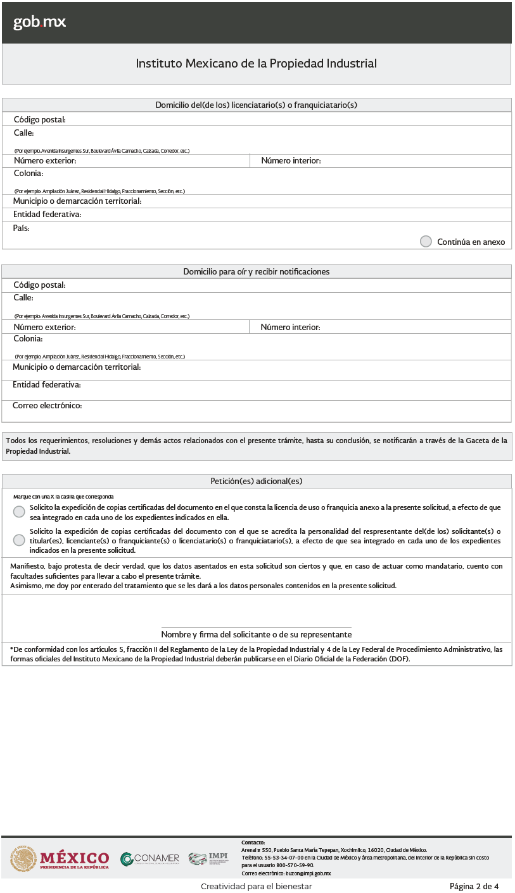 gob.mx
Instituto Mexicano de la Propiedad Industrial
Domicilio del(de los) licenciatario(s) o franquiciatario(s)
Código postal:
Calle:
(Por ejemplo: Avenida Insurgentes Sur, Boulevard Ávila Camacho, Calzada, Corredor, etc.)
Número exterior: Número interior:
Colonia:
(Por ejemplo: Ampliación Juárez, Residencial Hidalgo, Fraccionamiento, Sección, etc.)
Municipio o demarcación territorial:
Entidad federativa:
País:
Continúa en anexo
Domicilio para oír y recibir notificaciones
Código postal:
Calle:
(Por ejemplo: Avenida Insurgentes Sur, Boulevard Ávila Camacho, Calzada, Corredor, etc.)
Número exterior: Número interior:
Colonia:
(Por ejemplo: Ampliación Juárez, Residencial Hidalgo, Fraccionamiento, Sección, etc.)
Municipio o demarcación territorial:
Entidad federativa:
Correo electrónico:
Todos los requerimientos, resoluciones y demás actos relacionados con el presente trámite, hasta su conclusión, se notificarán a través de la Gaceta de la
Propiedad Industrial.
Petición(es) adicional(es)
Marque con una X la casilla que corresponda
Solicito la expedición de copias certificadas del documento en el que consta la licencia de uso o franquicia anexo a la presente solicitud, a efecto de que
sea integrado en cada uno de los expedientes indicados en ella.
Solicito la expedición de copias certificadas del documento con el que se acredita la personalidad del respresentante del(de los) solicitante(s) o
titular(es), licenciante(s) o franquiciante(s) o licenciatario(s) o franquiciatario(s), a efecto de que sea integrado en cada uno de los expedientes
indicados en la presente solicitud.
Manifiesto, bajo protesta de decir verdad, que los datos asentados en esta solicitud son ciertos y que, en caso de actuar como mandatario, cuento con
facultades suficientes para llevar a cabo el presente trámite.
Asimismo, me doy por enterado del tratamiento que se les dará a los datos personales contenidos en la presente solicitud.
Nombre y firma del solicitante o de su representante
*De conformidad con los artículos 5, fracción II del Reglamento de la Ley de la Propiedad Industrial y 4 de la Ley Federal de Procedimiento Administrativo, las
formas oficiales del Instituto Mexicano de la Propiedad Industrial deberán publicarse en el Diario Oficial de la Federación (DOF).
MÉXICO
GOBIERNO DE LA REPÚBLICA
CONAMER
IMPI
Contacto:
Arenal # 550, Pueblo Santa María Tepepan, Xochimilco, 16020, Ciudad de México.
Teléfono: 55-53-34-07-00 en la Ciudad de México y área metropolitana, del interior de la República sin costo
para el usuario 800-570-59-90.
Correo electrónico: buzon@impi.gob.mx
Creatividad para el bienestar
Página 2 de 4